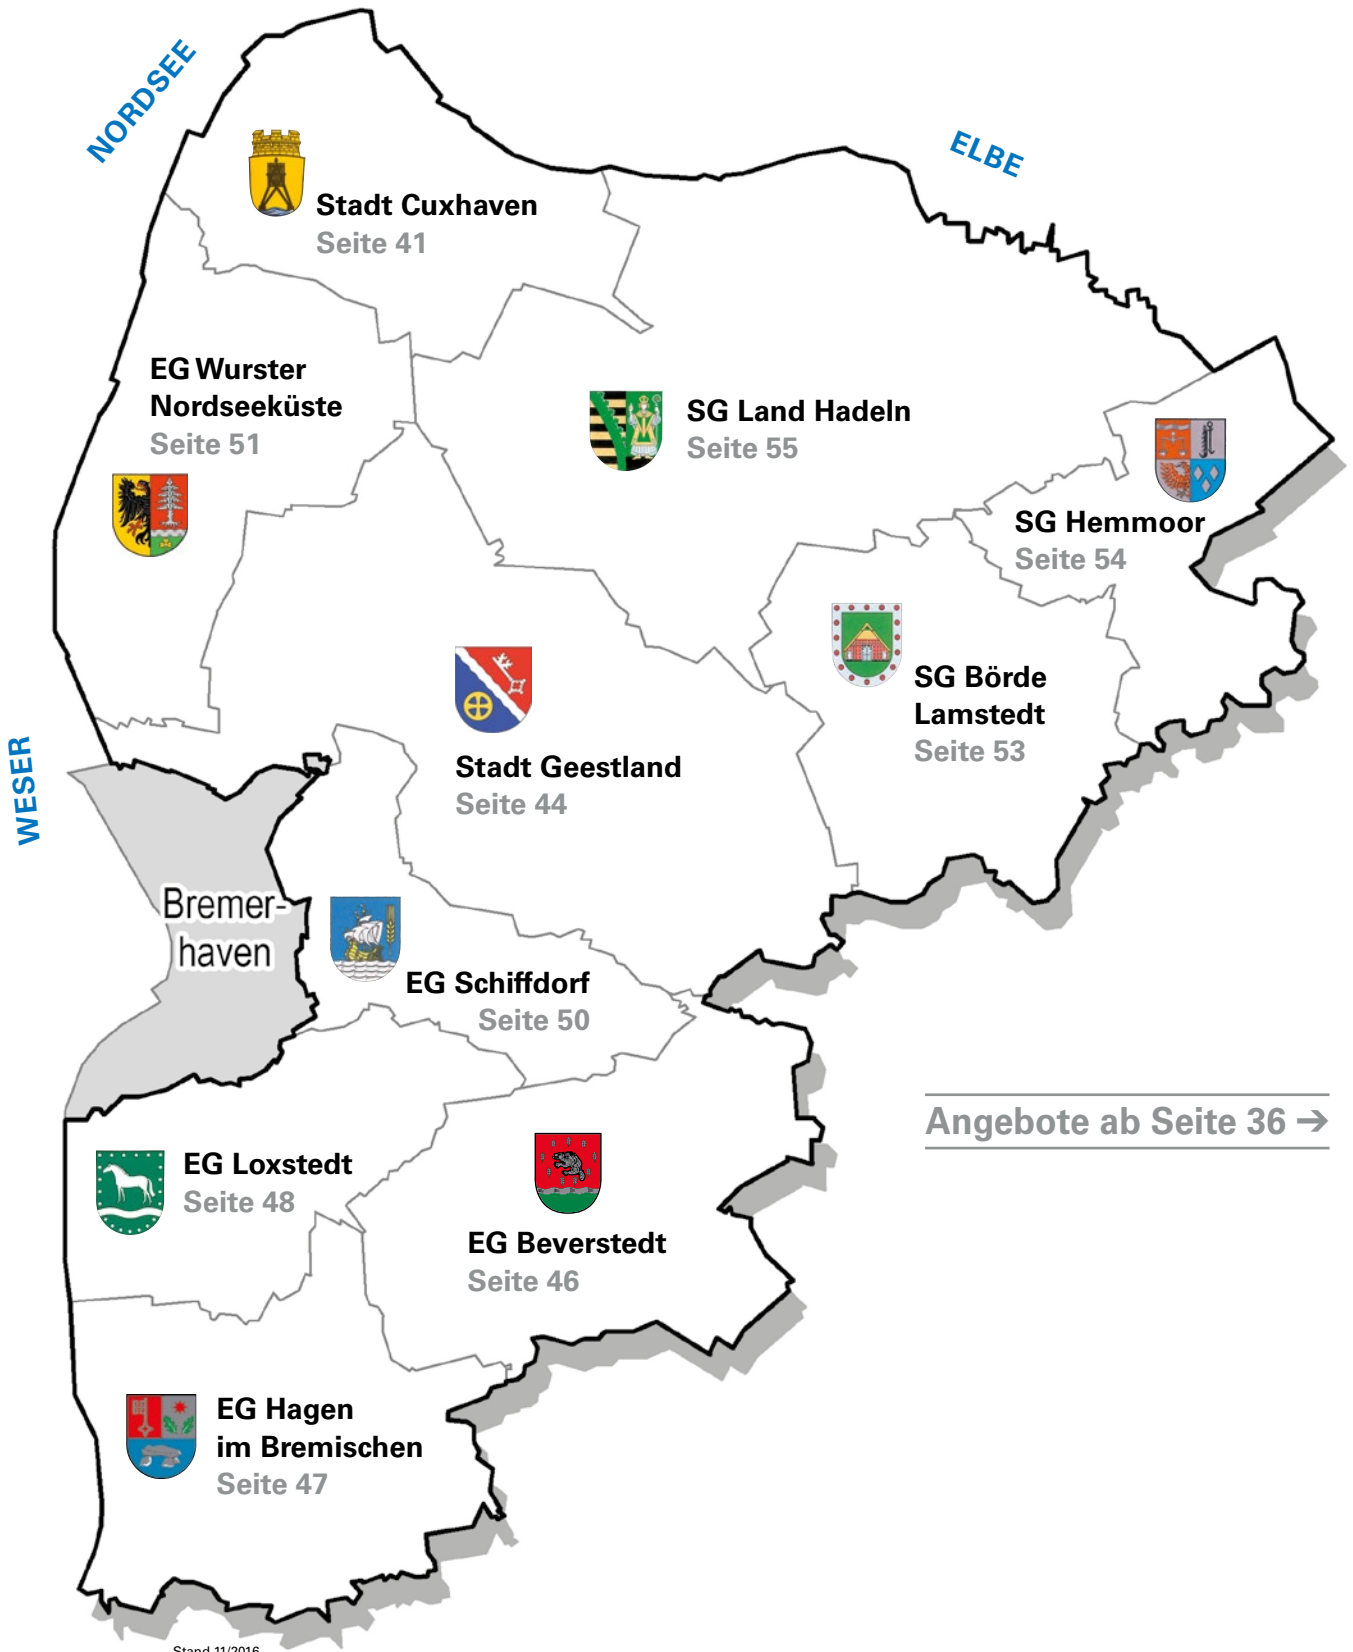 NORDSEE
ELBE
Stadt Cuxhaven
Seite 41
EG Wurster
Nordseeküste
Seite 51
SG Land Hadeln
Seite 55
SG Hemmoor
Seite 54
SG Börde
Lamstedt
Seite 53
WESER
Stadt Geestland
Seite 44
Bremer-
haven
EG Schiffdorf
Seite 50
Angebote ab Seite 36 →
EG Loxstedt
Seite 48
EG Beverstedt
Seite 46
EG Hagen
im Bremischen
Seite 47
Stand 11/2016